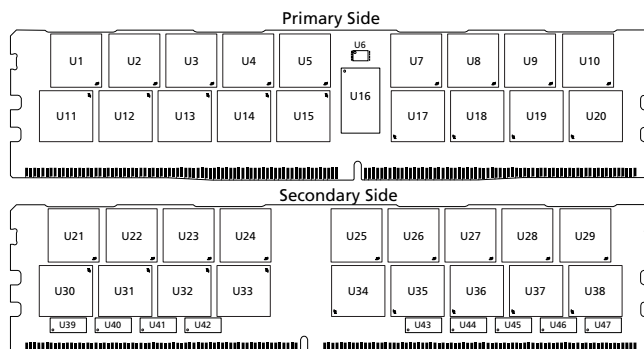 Primary Side
U6
U1 U2 U3 U4 U5 U7 U8 U9 U10
U16
U11 U12 U13 U14 U15 U17 U18 U19 U20
Secondary Side
U21 U22 U23 U24 U25 U26 U27 U28 U29
U30 U31 U32 U33 U34 U35 U36 U37 U38
U39 U40 U41 U42 U43 U44 U45 U46 U47